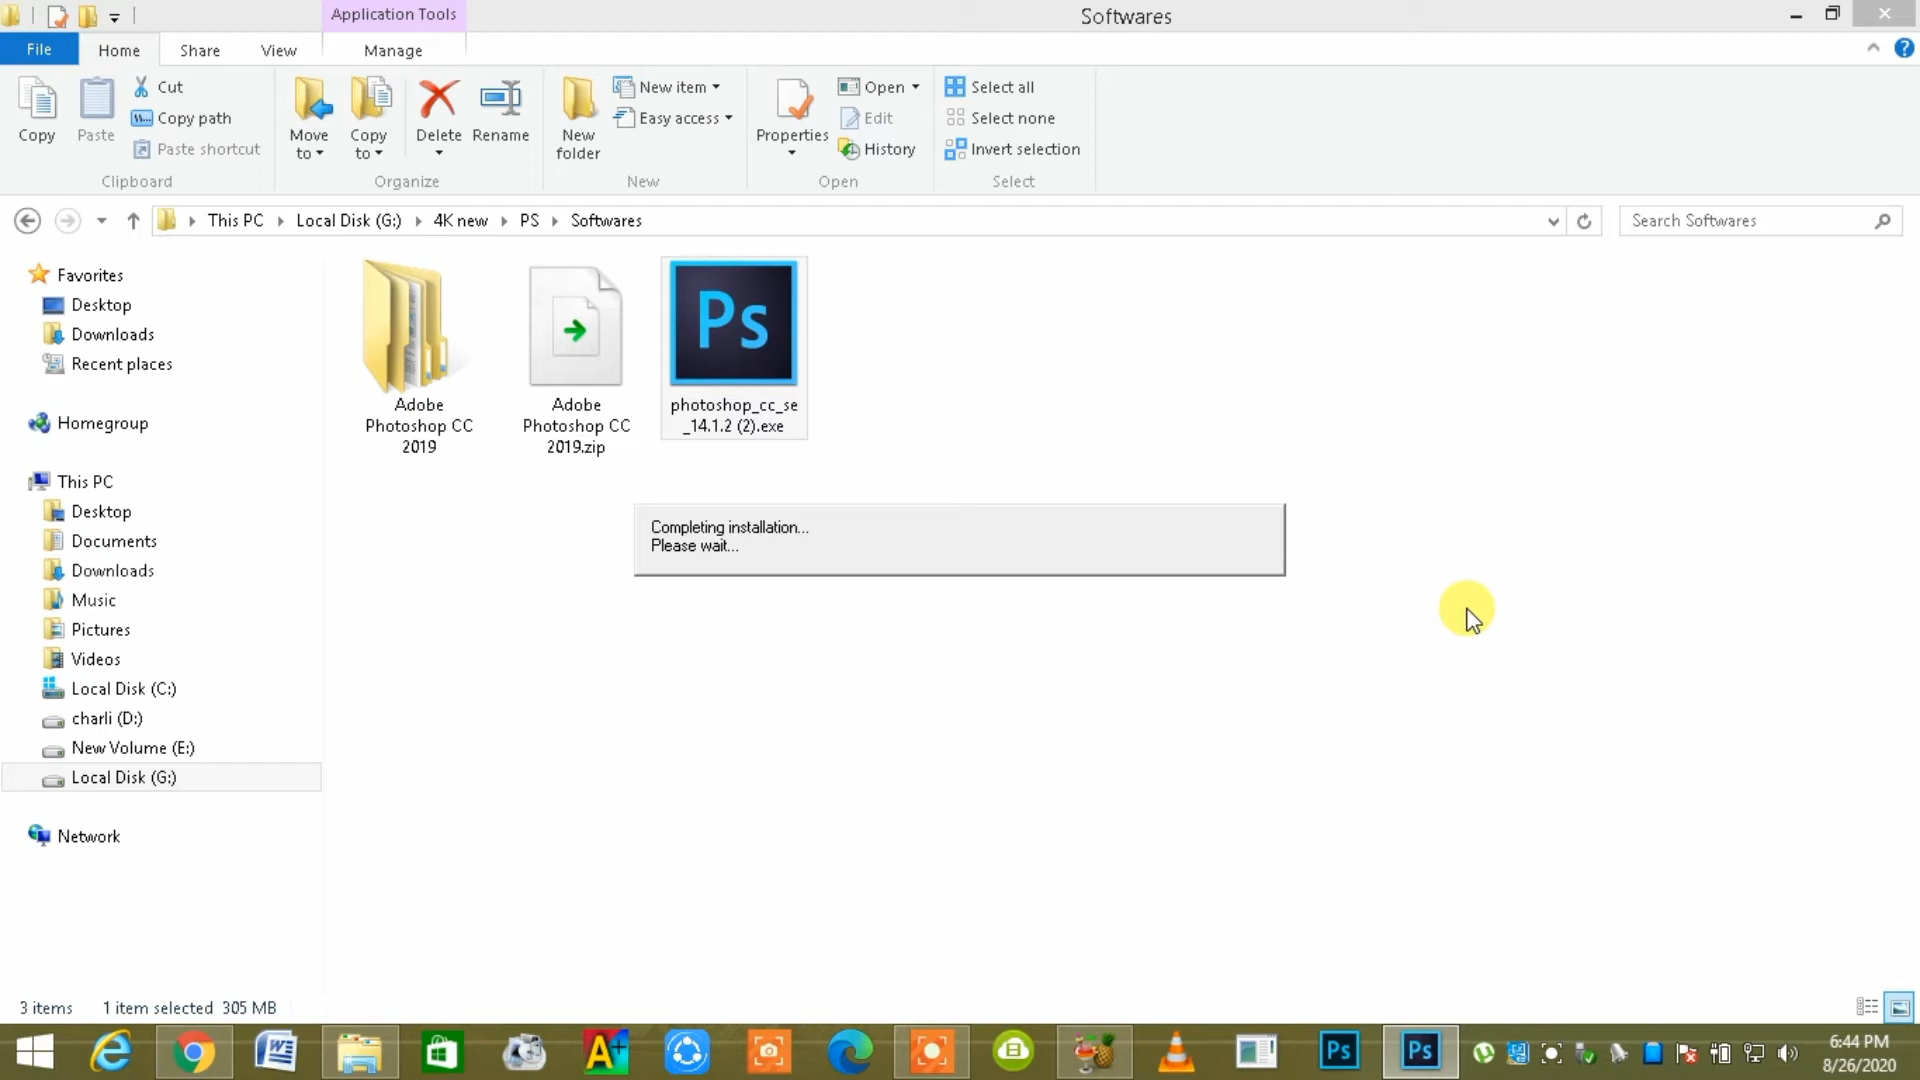 Application Tools
Softwares
File
Home
Share
View
Manage
Copy
Paste
Cut
Copy path
Paste shortcut
Clipboard
Move to
Copy to
Delete
Rename
Organize
New folder
New item
Easy access
New
Properties
Open
Edit
History
Open
Select all
Select none
Invert selection
Select
This PC
Local Disk (G:)
4K new
PS
Softwares
Search Softwares
Favorites
Desktop
Downloads
Recent places
Homegroup
This PC
Desktop
Documents
Downloads
Music
Pictures
Videos
Local Disk (C:)
charli (D:)
New Volume (E:)
Local Disk (G:)
Network
Adobe
Photoshop CC
2019
Adobe
Photoshop CC
2019.zip
Ps
photoshop_cc_se
_14.1.2 (2).exe
Completing installation...
Please wait...
3 items
1 item selected 305 MB
Ps
Ps
6:44 PM
8/26/2020